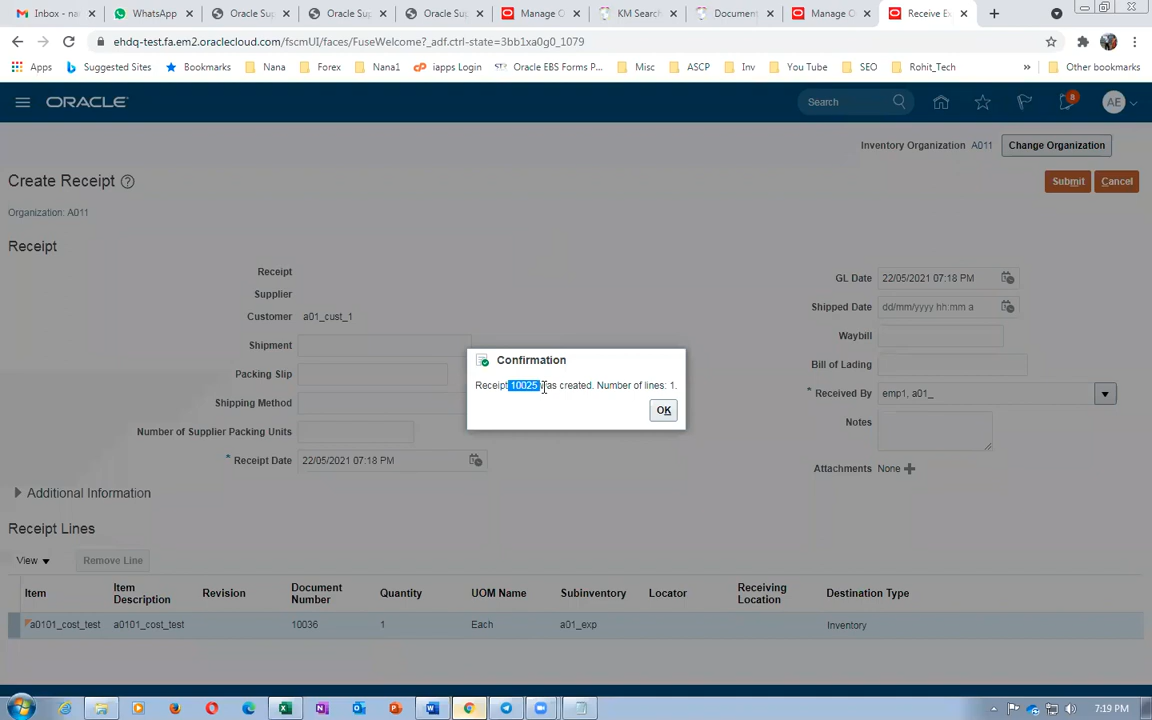 Inbox - nar
WhatsApp
Oracle Sup
Oracle Sup
Oracle Sup
Manage O
KM Search
Document
Manage O
Receive Ex
ehdq-test.fa.em2.oraclecloud.com/fscmUI/faces/FuseWelcome?_adf.ctrl-state=3bb1xa0g0_1079
Apps
Suggested Sites
Bookmarks
Nana
Forex
Nana1
iapps Login
Oracle EBS Forms P...
Misc
ASCP
Inv
You Tube
SEO
Rohit_Tech
»
Other bookmarks
ORACLE
Search
8
AE
Inventory Organization A011
Change Organization
Create Receipt
Submit
Cancel
Organization: A011
Receipt
Receipt
Supplier
Customer a01_cust_1
Shipment
Packing Slip
Shipping Method
Number of Supplier Packing Units
* Receipt Date 22/05/2021 07:18 PM
GL Date 22/05/2021 07:18 PM
Shipped Date dd/mm/yyyy hh:mm a
Waybill
Bill of Lading
* Received By emp1, a01_
Notes
Attachments None
Confirmation
Receipt 10025 was created. Number of lines: 1.
OK
Additional Information
Receipt Lines
View
Remove Line
Item Item Description Revision Document Number Quantity UOM Name Subinventory Locator Receiving Location Destination Type
a0101_cost_test a0101_cost_test 10036 1 Each a01_exp Inventory
7:19 PM